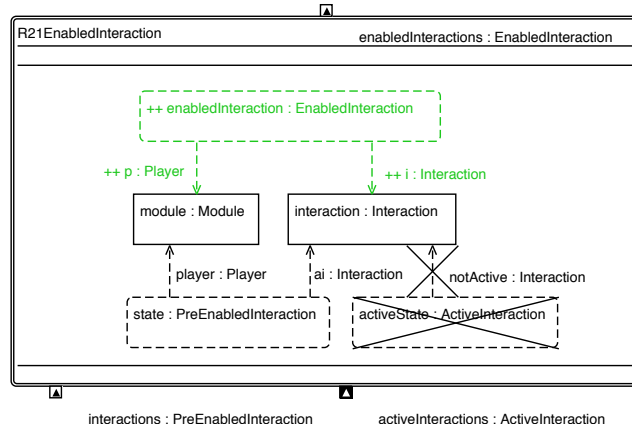 R21EnabledInteraction
enabledInteractions : EnabledInteraction
++ enabledInteraction : EnabledInteraction
++ p : Player
++ i : Interaction
module : Module
interaction : Interaction
player : Player
ai : Interaction
notActive : Interaction
state : PreEnabledInteraction
activeState : ActiveInteraction
interactions : PreEnabledInteraction
activeInteractions : ActiveInteraction